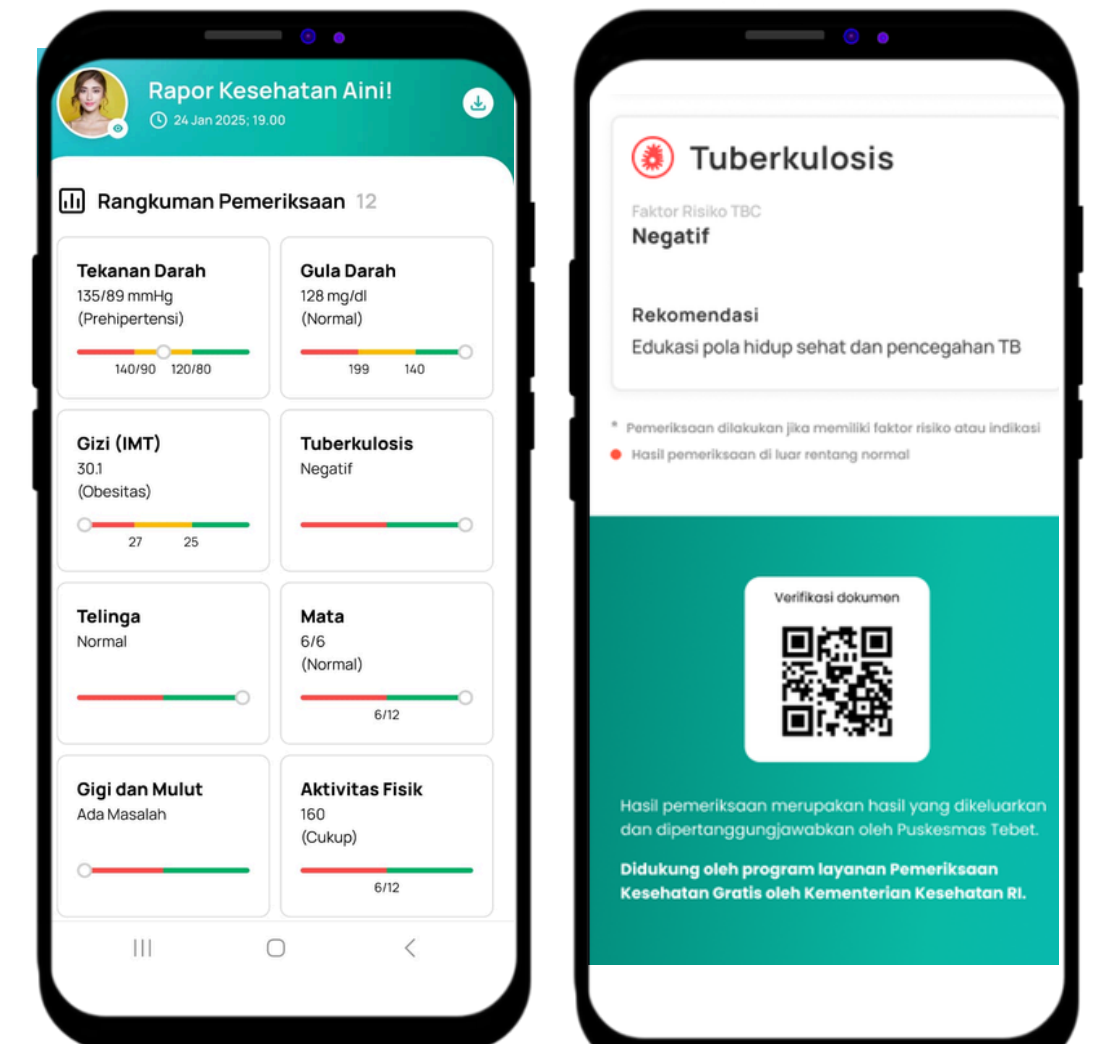 Rapor Kesehatan Aini!
24 Jan 2025; 19.00
Rangkuman Pemeriksaan 12
Tekanan Darah
135/89 mmHg
(Prehipertensi)
140/90 120/80
Gula Darah
128 mg/dl
(Normal)
199 140
Gizi (IMT)
30.1
(Obesitas)
27 25
Tuberkulosis
Negatif
Telinga
Normal
Mata
6/6
(Normal)
6/12
Gigi dan Mulut
Ada Masalah
Aktivitas Fisik
160
(Cukup)
6/12
Tuberkulosis
Faktor Risiko TBC
Negatif
Rekomendasi
Edukasi pola hidup sehat dan pencegahan TB
* Pemeriksaan dilakukan jika memiliki faktor risiko atau indikasi
Hasil pemeriksaan di luar rentang normal
Verifikasi dokumen
Hasil pemeriksaan merupakan hasil yang dikeluarkan
dan dipertanggungjawabkan oleh Puskesmas Tebet.
Didukung oleh program layanan Pemeriksaan
Kesehatan Gratis oleh Kementerian Kesehatan RI.